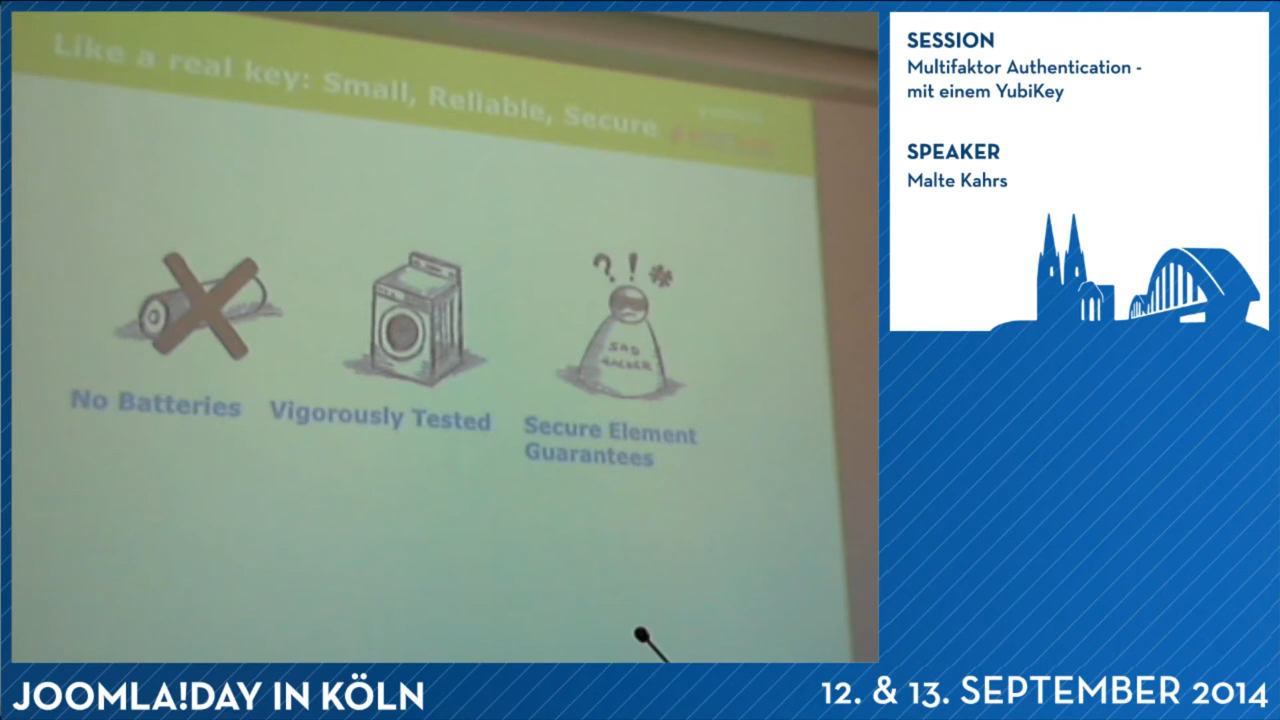 Like a real key: Small, Reliable, Secure
? ! *
SAD
HACKER
No Batteries
Vigorously Tested
Secure Element
Guarantees
SESSION
Multifaktor Authentication -
mit einem YubiKey
SPEAKER
Malte Kahrs
JOOMLA!DAY IN KÖLN
12. & 13. SEPTEMBER 2014